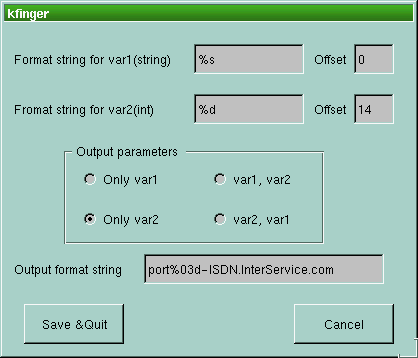 kfinger
Format string for var1(string) %s Offset 0
Fromat string for var2(int) %d Offset 14
Output parameters
Only var1 var1, var2
Only var2 var2, var1
Output format string port%03d-ISDN.InterService.com
Save &Quit Cancel